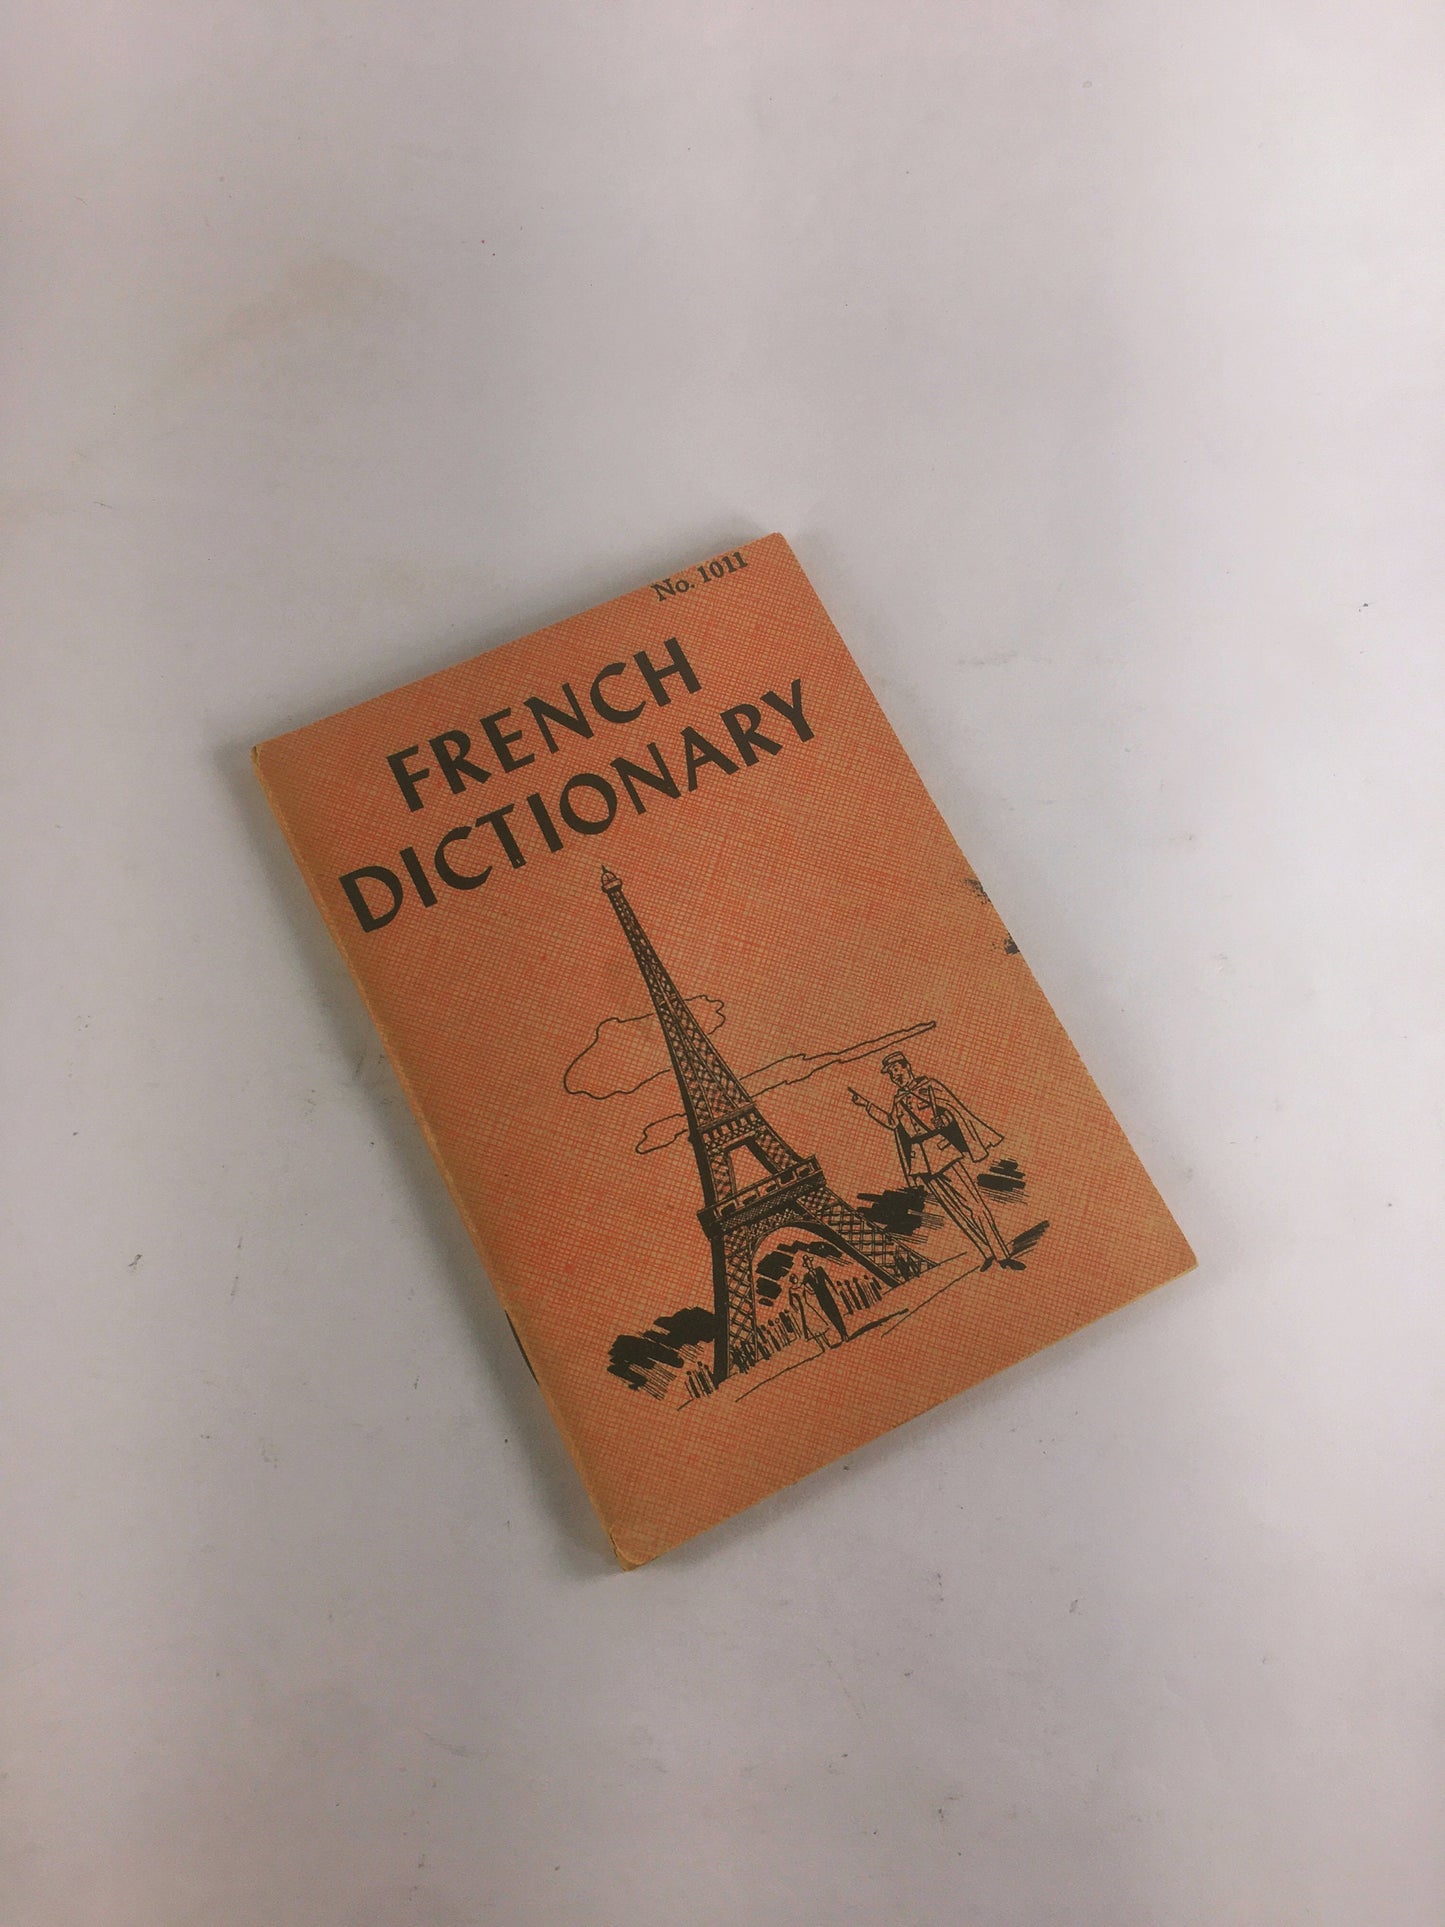 No. 1011
FRENCH
DICTIONARY